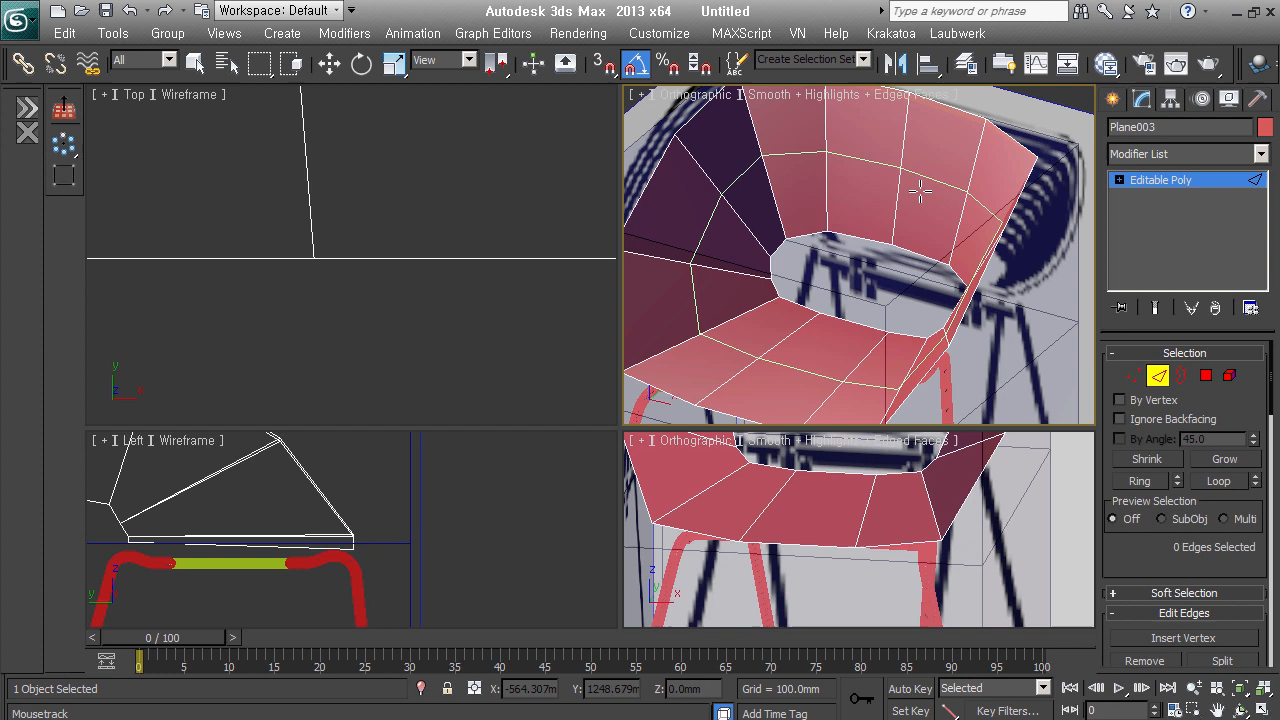 Workspace: Default
Autodesk 3ds Max 2013 x64 Untitled
Type a keyword or phrase
Edit Tools Group Views Create Modifiers Animation Graph Editors Rendering Customize MAXScript VN Help Krakatoa Laubwerk
All View 3 Create Selection Set
[ + ] Top ] Wireframe ]
[ + ] Orthographic ] Smooth + Highlights + Edged Faces ]
Plane003
Modifier List
Editable Poly
y
z x
Selection
By Vertex
Ignore Backfacing
By Angle: 45.0
Shrink Grow
Ring Loop
Preview Selection
Off SubObj Multi
0 Edges Selected
Soft Selection
Edit Edges
Insert Vertex
Remove Split
[ + ] Left ] Wireframe ]
[ + ] Orthographic ] Smooth + Highlights + Edged Faces ]
z
y
z
y x
< 0 / 100 >
0 5 10 15 20 25 30 35 40 45 50 55 60 65 70 75 80 85 90 95 100
1 Object Selected X: -564.307m Y: 1248.679m Z: 0.0mm Grid = 100.0mm Auto Key Selected
Mousetrack Add Time Tag Set Key Key Filters... 0